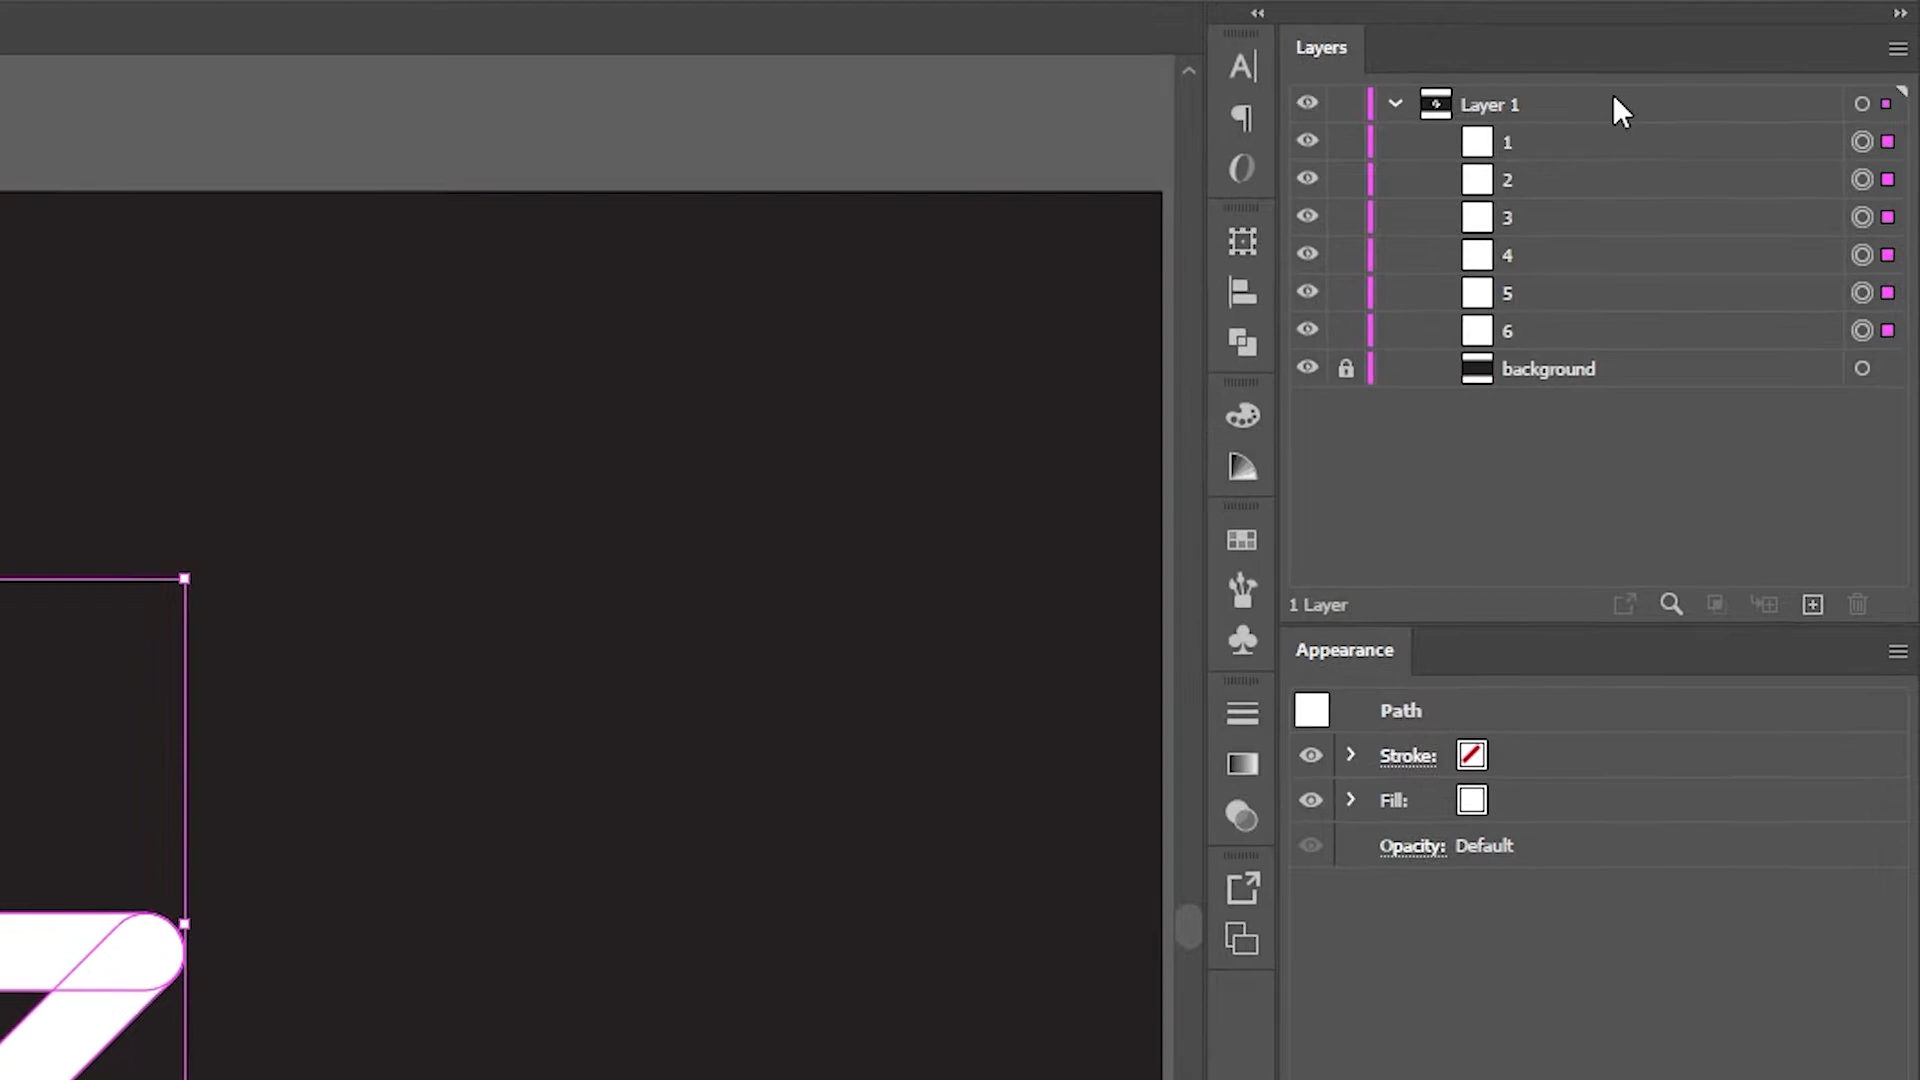 Layers
Layer 1
1
2
3
4
5
6
background
1 Layer
Appearance
Path
Stroke:
Fill:
Opacity: Default